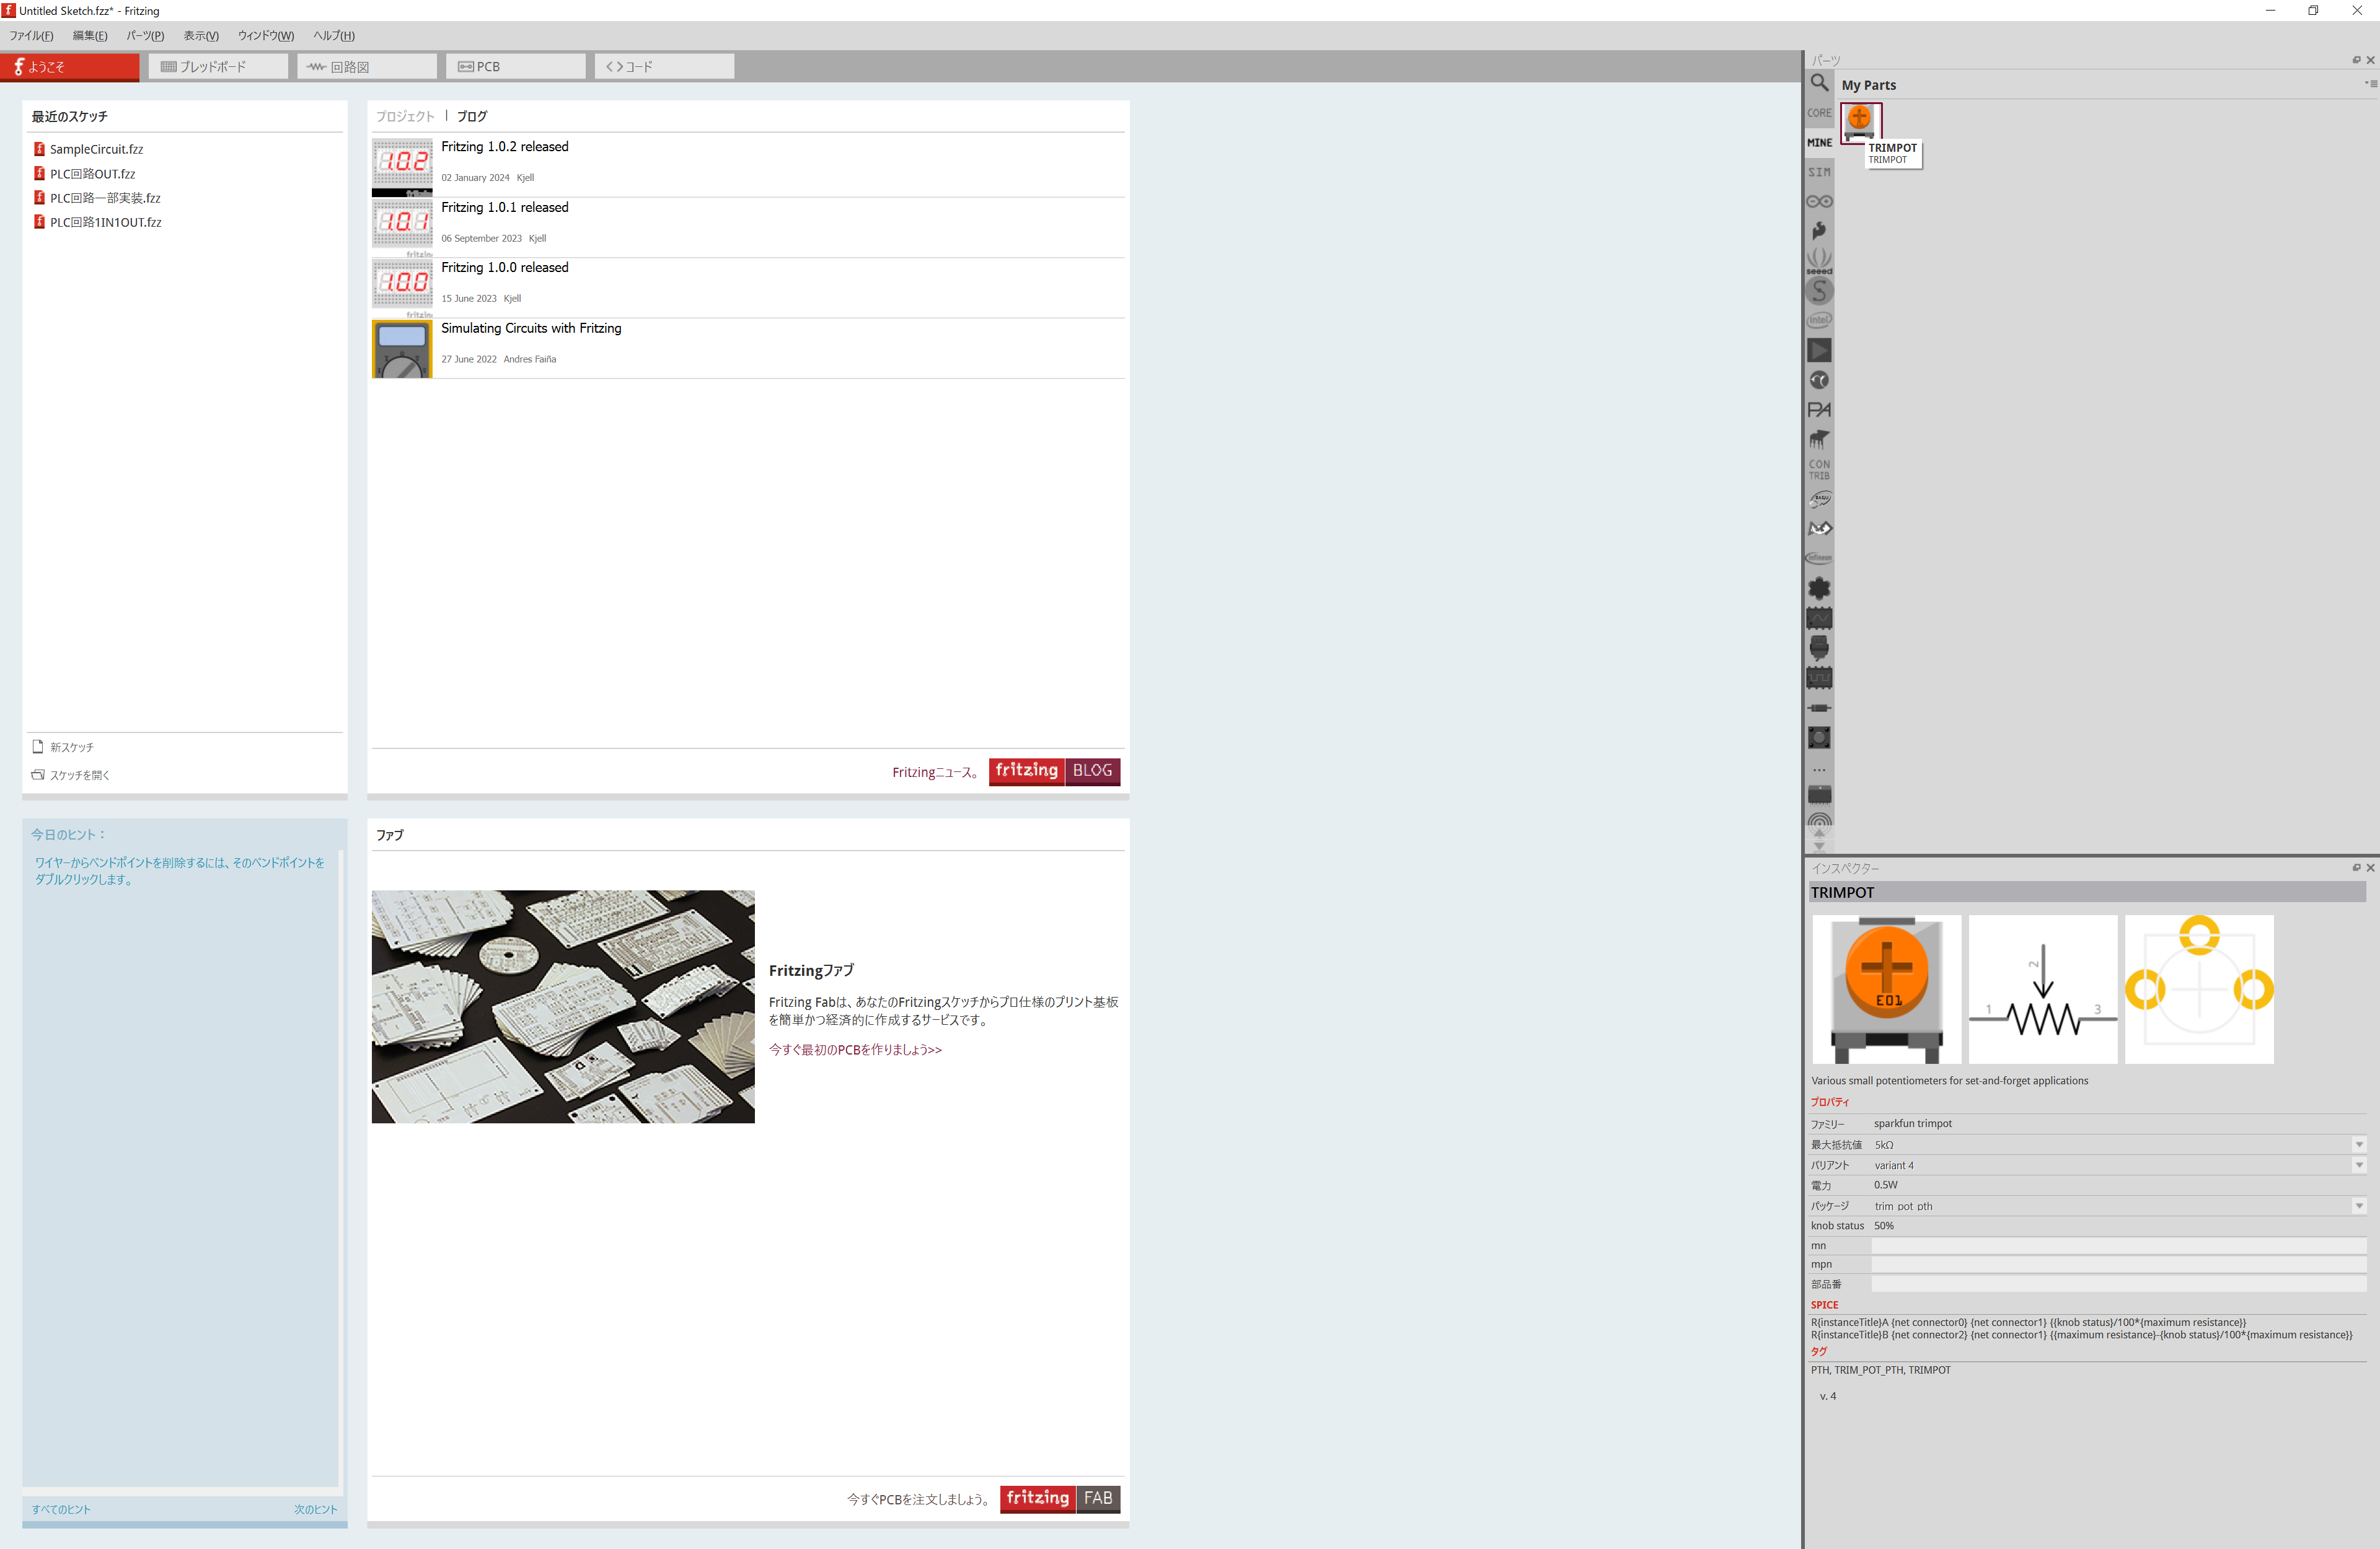 Untitled Sketch.fzz* - Fritzing
ファイル(F) 編集(E) パーツ(P) 表示(V) ウィンドウ(W) ヘルプ(H)
ようこそ
ブレッドボード
回路図
PCB
コード
最近のスケッチ
SampleCircuit.fzz
PLC回路OUT.fzz
PLC回路一部実装.fzz
PLC回路1IN1OUT.fzz
新スケッチ
スケッチを開く
プロジェクト | ブログ
Fritzing 1.0.2 released
02 January 2024 Kjell
Fritzing 1.0.1 released
06 September 2023 Kjell
Fritzing 1.0.0 released
15 June 2023 Kjell
Simulating Circuits with Fritzing
27 June 2022 Andres Faiña
1.0.2
1.0.1
fritzing
1.0.0
fritzing
Fritzingニュース。
fritzing BLOG
今日のヒント：
ワイヤーからベンドポイントを削除するには、そのベンドポイントを
ダブルクリックします。
すべてのヒント 次のヒント
ファブ
Fritzingファブ
Fritzing Fabは、あなたのFritzingスケッチからプロ仕様のプリント基板
を簡単かつ経済的に作成するサービスです。
今すぐ最初のPCBを作りましょう>>
今すぐPCBを注文しましょう。
fritzing FAB
パーツ
My Parts
CORE
MINE
SIM
seeed
intel
PA
CON
TRIB
infineon
...
TRIMPOT
TRIMPOT
インスペクター
TRIMPOT
E01
1 2 3
Various small potentiometers for set-and-forget applications
プロパティ
ファミリー sparkfun trimpot
最大抵抗値 5kΩ
バリアント variant 4
電力 0.5W
パッケージ trim_pot_pth
knob status 50%
mn
mpn
部品番
SPICE
R{instanceTitle}A {net connector0} {net connector1} {{knob status}/100*{maximum resistance}}
R{instanceTitle}B {net connector2} {net connector1} {{maximum resistance}-{knob status}/100*{maximum resistance}}
タグ
PTH, TRIM_POT_PTH, TRIMPOT
v. 4